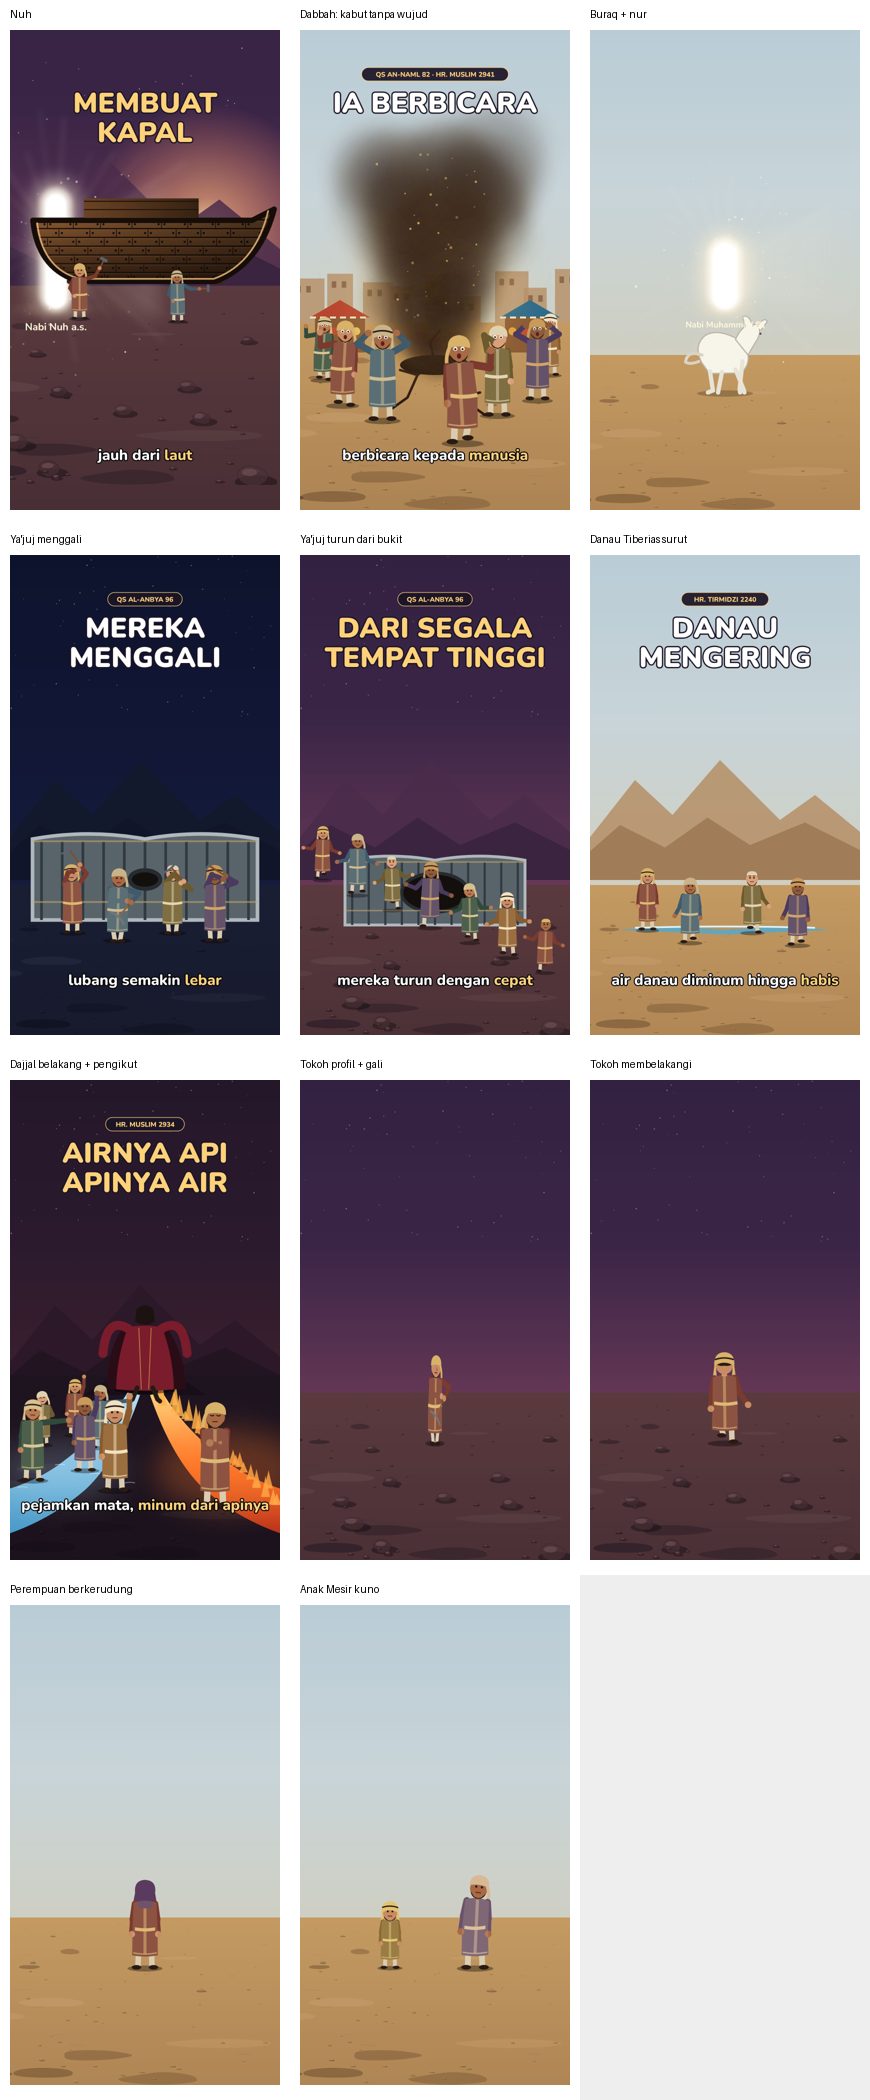 Nuh
MEMBUAT
KAPAL
Nabi Nuh a.s.
jauh dari laut
Dabbah: kabut tanpa wujud
QS AN-NAML 82 · HR. MUSLIM 2941
IA BERBICARA
berbicara kepada manusia
Buraq + nur
Nabi
Ya'juj menggali
QS AL-ANBYA 96
MEREKA
MENGGALI
lubang semakin lebar
Ya'juj turun dari bukit
QS AL-ANBYA 96
DARI SEGALA
TEMPAT TINGGI
mereka turun dengan cepat
Danau Tiberias surut
HR. TIRMIDZI 2240
DANAU
MENGERING
air danau diminum hingga habis
Dajjal belakang + pengikut
HR. MUSLIM 2934
AIRNYA API
APINYA AIR
pejamkan mata, minum dari apinya
Tokoh profil + gali
Tokoh membelakangi
Perempuan berkerudung
Anak Mesir kuno